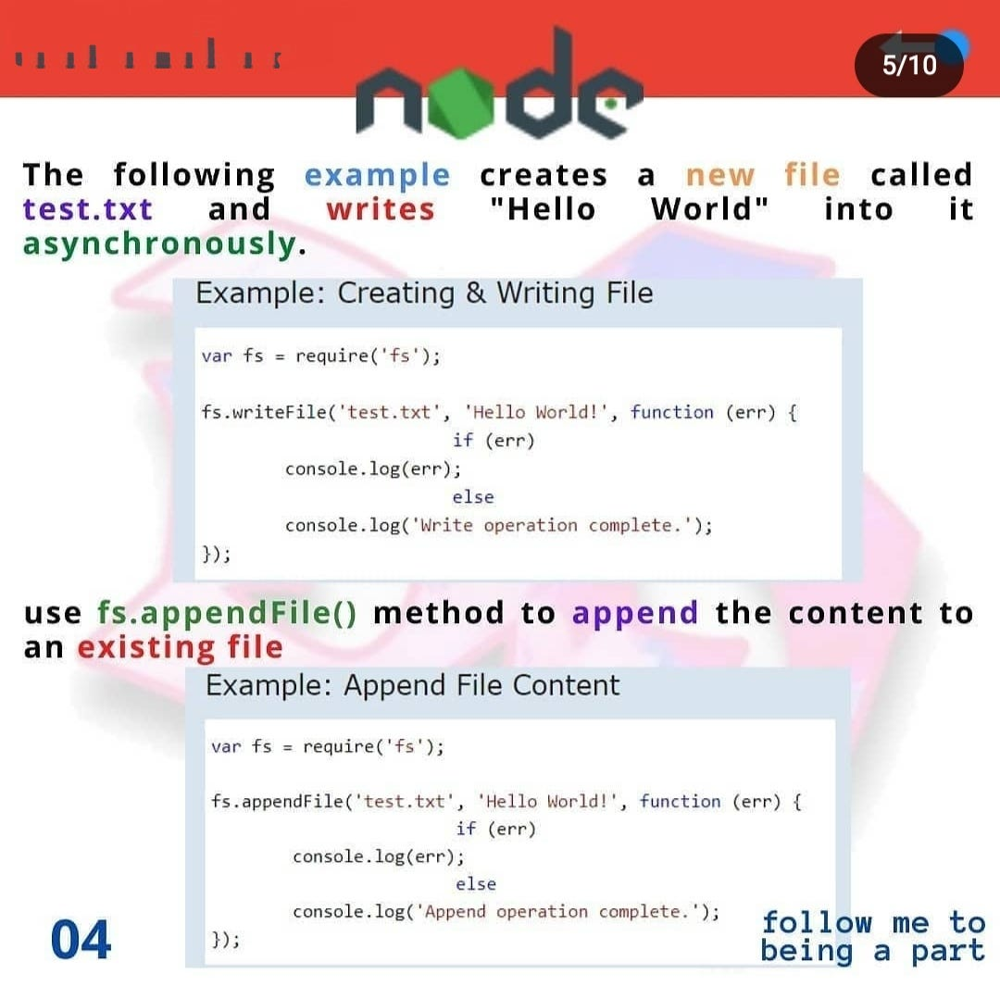 5/10
node
The following example creates a new file called
test.txt and writes "Hello World" into it
asynchronously.
Example: Creating & Writing File
var fs = require('fs');
fs.writeFile('test.txt', 'Hello World!', function (err) {
if (err)
console.log(err);
else
console.log('Write operation complete.');
});
use fs.appendFile() method to append the content to
an existing file
Example: Append File Content
var fs = require('fs');
fs.appendFile('test.txt', 'Hello World!', function (err) {
if (err)
console.log(err);
else
console.log('Append operation complete.');
});
04
follow me to
being a part